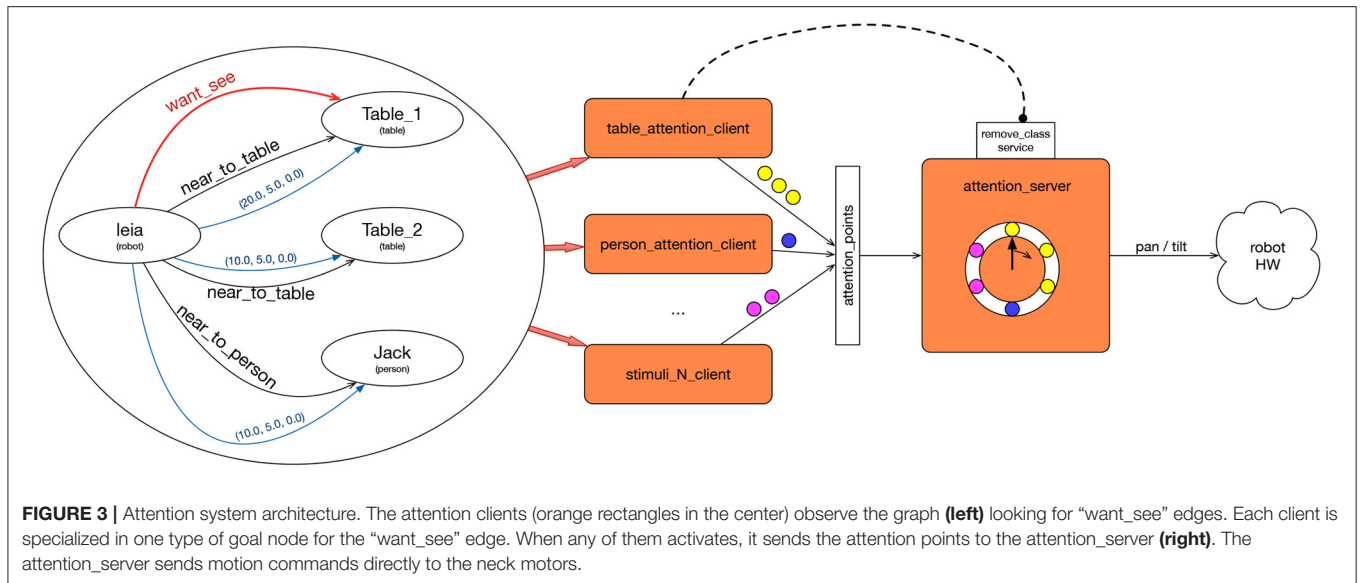 want_see
Table_1
(table)
near_to_table
(20.0, 5.0, 0.0)
leia
(robot)
Table_2
(table)
(10.0, 5.0, 0.0)
near_to_table
near_to_person
Jack
(person)
(10.0, 5.0, 0.0)
table_attention_client
person_attention_client
...
stimuli_N_client
attention_points
remove_class
service
attention_server
pan / tilt
robot
HW
FIGURE 3 | Attention system architecture. The attention clients (orange rectangles in the center) observe the graph (left) looking for “want_see” edges. Each client is
specialized in one type of goal node for the “want_see” edge. When any of them activates, it sends the attention points to the attention_server (right). The
attention_server sends motion commands directly to the neck motors.